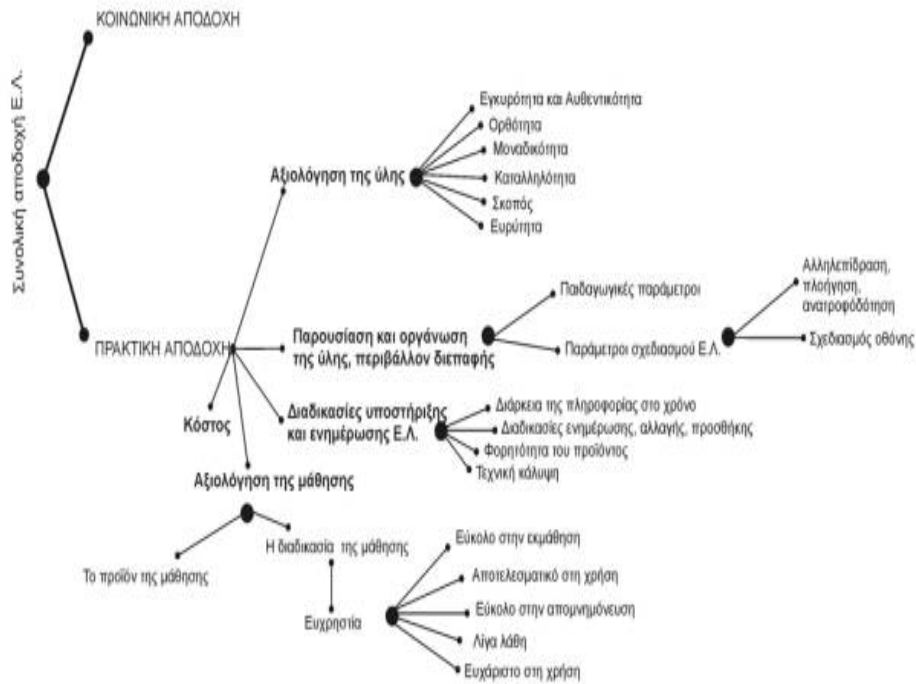 Συνολική αποδοχή Ε.Λ.
ΚΟΙΝΩΝΙΚΗ ΑΠΟΔΟΧΗ
ΠΡΑΚΤΙΚΗ ΑΠΟΔΟΧΗ
Αξιολόγηση της ύλης
Εγκυρότητα και Αυθεντικότητα
Ορθότητα
Μοναδικότητα
Καταλληλότητα
Σκοπός
Ευρύτητα
Παρουσίαση και οργάνωση
της ύλης, περιβάλλον διεπαφής
Παιδαγωγικές παράμετροι
Παράμετροι σχεδιασμού Ε.Λ.
Αλληλεπίδραση,
πλοήγηση,
ανατροφόδότηση
Σχεδιασμός οθόνης
Κόστος
Διαδικασίες υποστήριξης
και ενημέρωσης Ε.Λ.
Διάρκεια της πληροφορίας στο χρόνο
Διαδικασίες ενημέρωσης, αλλαγής, προσθήκης
Φορητότητα του προϊόντος
Τεχνική κάλυψη
Αξιολόγηση της μάθησης
Το προϊόν της μάθησης
Η διαδικασία της μάθησης
Ευχρηστία
Εύκολο στην εκμάθηση
Αποτελεσματικό στη χρήση
Εύκολο στην απομνημόνευση
Λίγα λάθη
Ευχάριστο στη χρήση